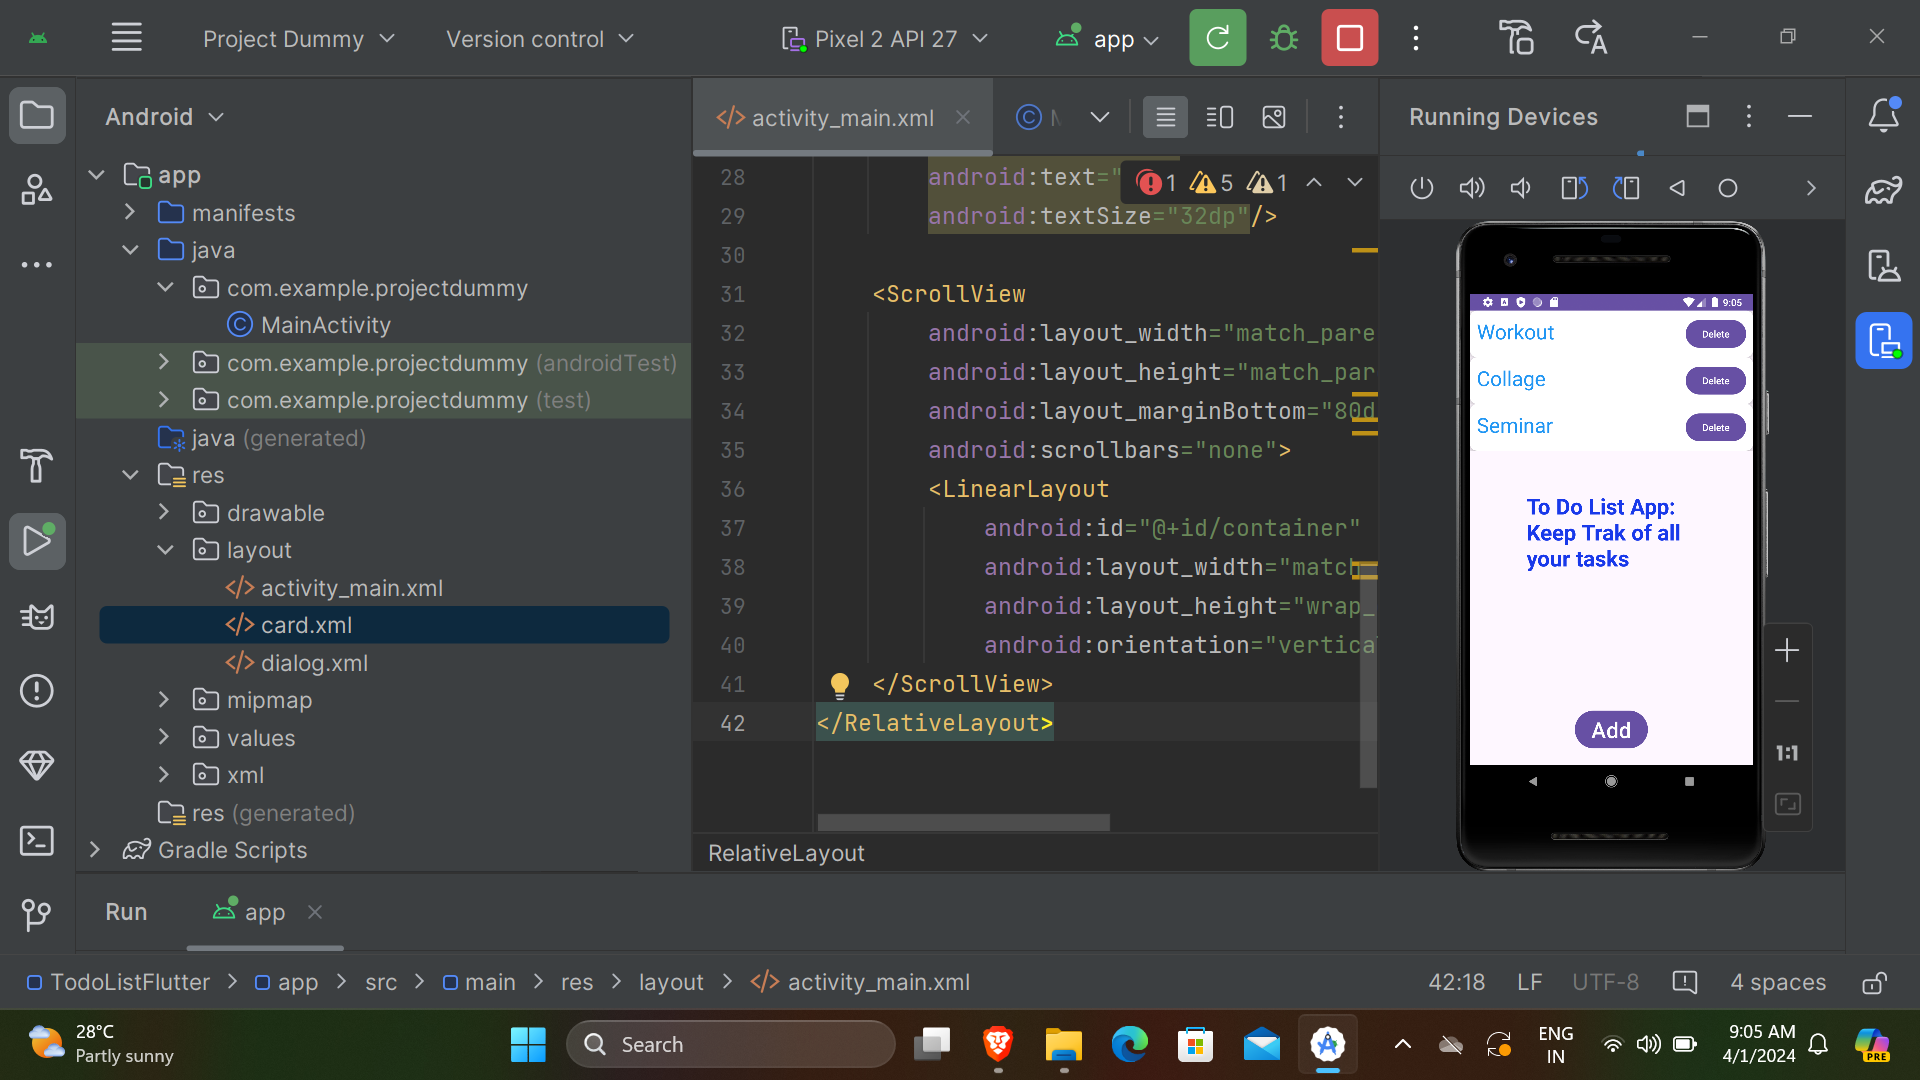 Project Dummy
Version control
Pixel 2 API 27
app
Android
app
manifests
java
com.example.projectdummy
MainActivity
com.example.projectdummy (androidTest)
com.example.projectdummy (test)
java (generated)
res
drawable
layout
activity_main.xml
card.xml
dialog.xml
mipmap
values
xml
res (generated)
Gradle Scripts
activity_main.xml
1 5 1
28 android:text="
29 android:textSize="32dp"/>
30
31 <ScrollView
32 android:layout_width="match_pare
33 android:layout_height="match_par
34 android:layout_marginBottom="80d
35 android:scrollbars="none">
36 <LinearLayout
37 android:id="@+id/container"
38 android:layout_width="match_
39 android:layout_height="wrap_
40 android:orientation="vertica
41 </ScrollView>
42 </RelativeLayout>
RelativeLayout
Running Devices
9:05
Workout Delete
Collage Delete
Seminar Delete
To Do List App:
Keep Trak of all
your tasks
Add
1:1
Run
app
TodoListFlutter > app > src > main > res > layout > activity_main.xml
42:18 LF UTF-8 4 spaces
28°C
Partly sunny
Search
ENG
IN
9:05 AM
4/1/2024
PRE